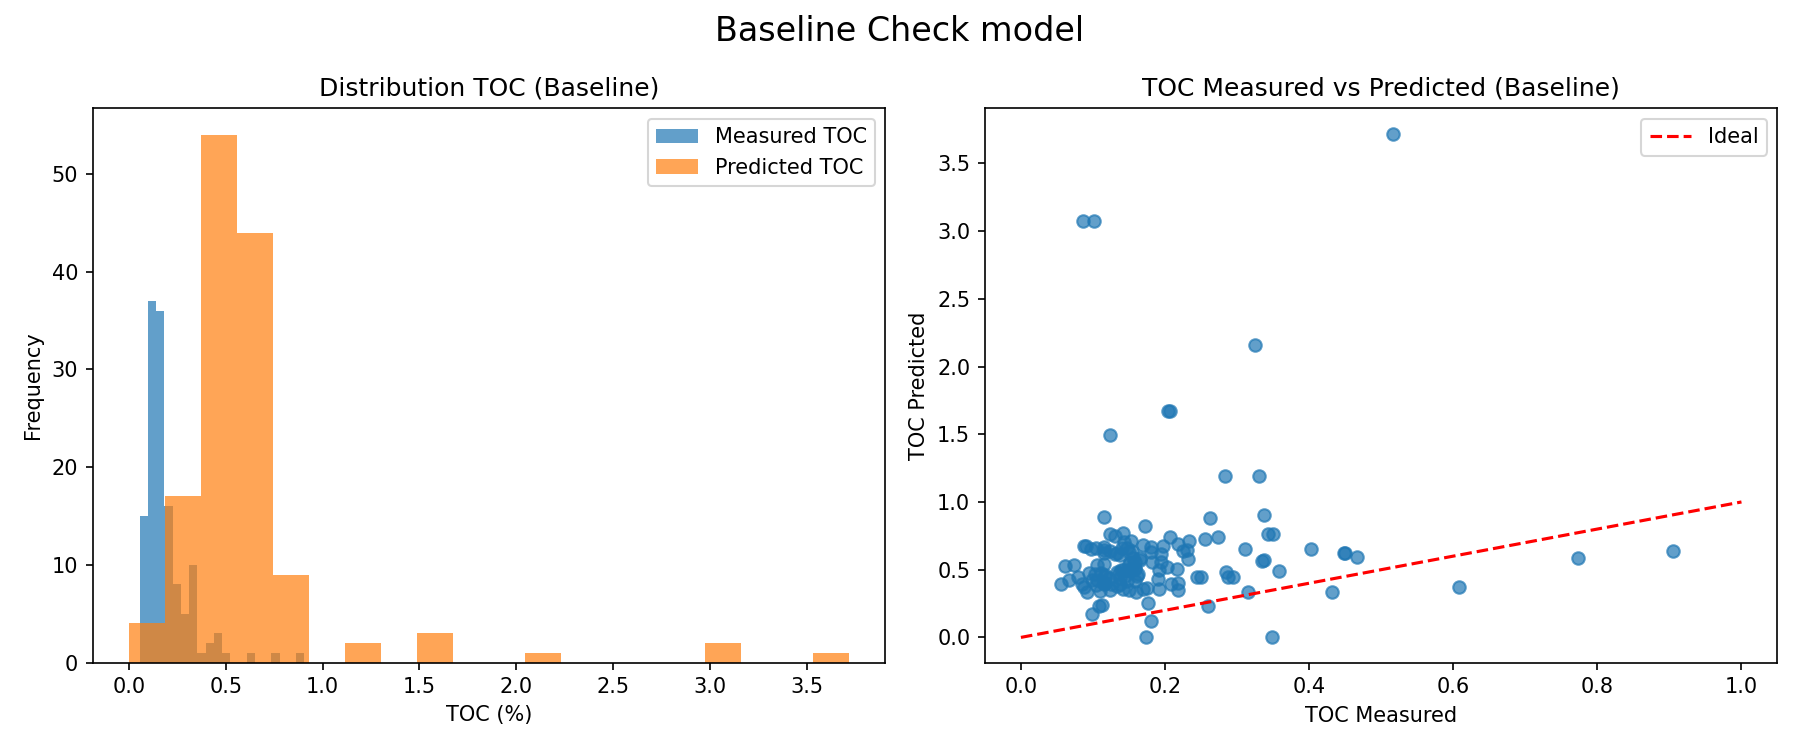 Baseline Check model
Distribution TOC (Baseline)
Measured TOC
Predicted TOC
Frequency
50
40
30
20
10
0
0.0 0.5 1.0 1.5 2.0 2.5 3.0 3.5
TOC (%)
TOC Measured vs Predicted (Baseline)
Ideal
TOC Predicted
3.5
3.0
2.5
2.0
1.5
1.0
0.5
0.0
0.0 0.2 0.4 0.6 0.8 1.0
TOC Measured